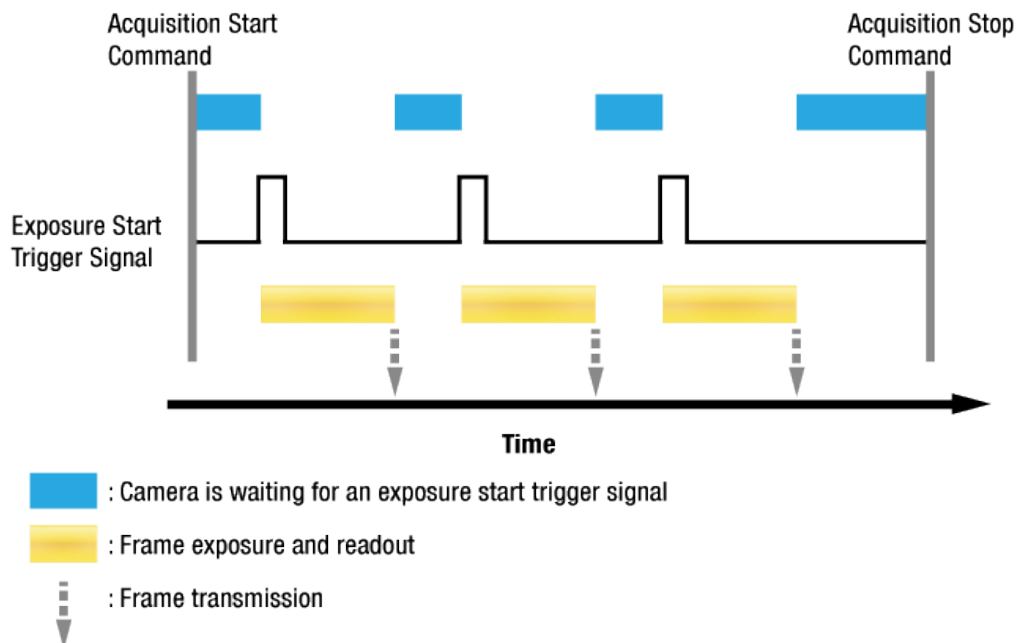 Acquisition Start
Command
Acquisition Stop
Command
Exposure Start
Trigger Signal
Time
: Camera is waiting for an exposure start trigger signal
: Frame exposure and readout
: Frame transmission